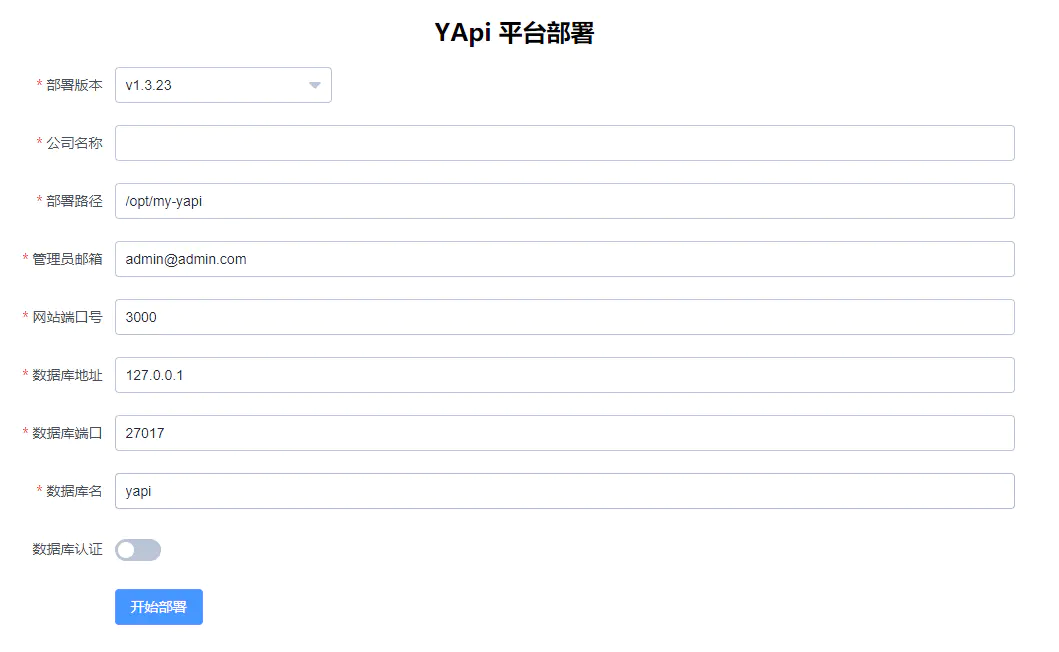 YApi 平台部署
* 部署版本 v1.3.23
* 公司名称
* 部署路径 /opt/my-yapi
* 管理员邮箱 admin@admin.com
* 网站端口号 3000
* 数据库地址 127.0.0.1
* 数据库端口 27017
* 数据库名 yapi
数据库认证
开始部署